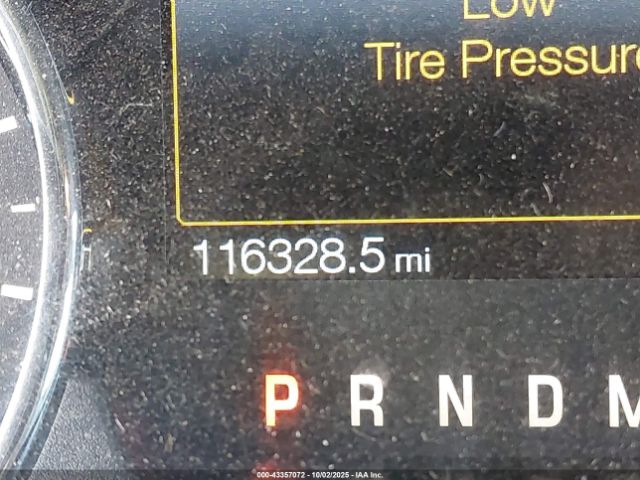 Low
Tire Pressure
116328.5 mi
P R N D M
000-43357072 - 10/02/2025 - IAA Inc.